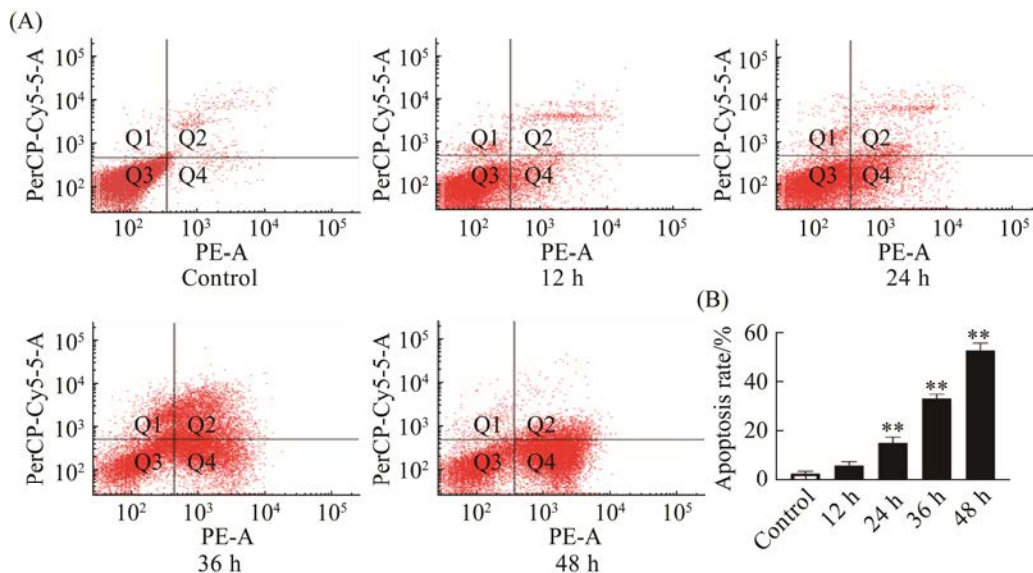 (A)
PerCP-Cy5-5-A
10⁵
10⁴
10³
10²
Q1 Q2
Q3 Q4
10² 10³ 10⁴ 10⁵
PE-A
Control
PerCP-Cy5-5-A
10⁵
10⁴
10³
10²
Q1 Q2
Q3 Q4
10² 10³ 10⁴ 10⁵
PE-A
12 h
PerCP-Cy5-5-A
10⁵
10⁴
10³
10²
Q1 Q2
Q3 Q4
10² 10³ 10⁴ 10⁵
PE-A
24 h
PerCP-Cy5-5-A
10⁵
10⁴
10³
10²
Q1 Q2
Q3 Q4
10² 10³ 10⁴ 10⁵
PE-A
36 h
PerCP-Cy5-5-A
10⁵
10⁴
10³
10²
Q1 Q2
Q3 Q4
10² 10³ 10⁴ 10⁵
PE-A
48 h
(B)
Apoptosis rate/%
60
40
20
0
** ** **
Control 12 h 24 h 36 h 48 h